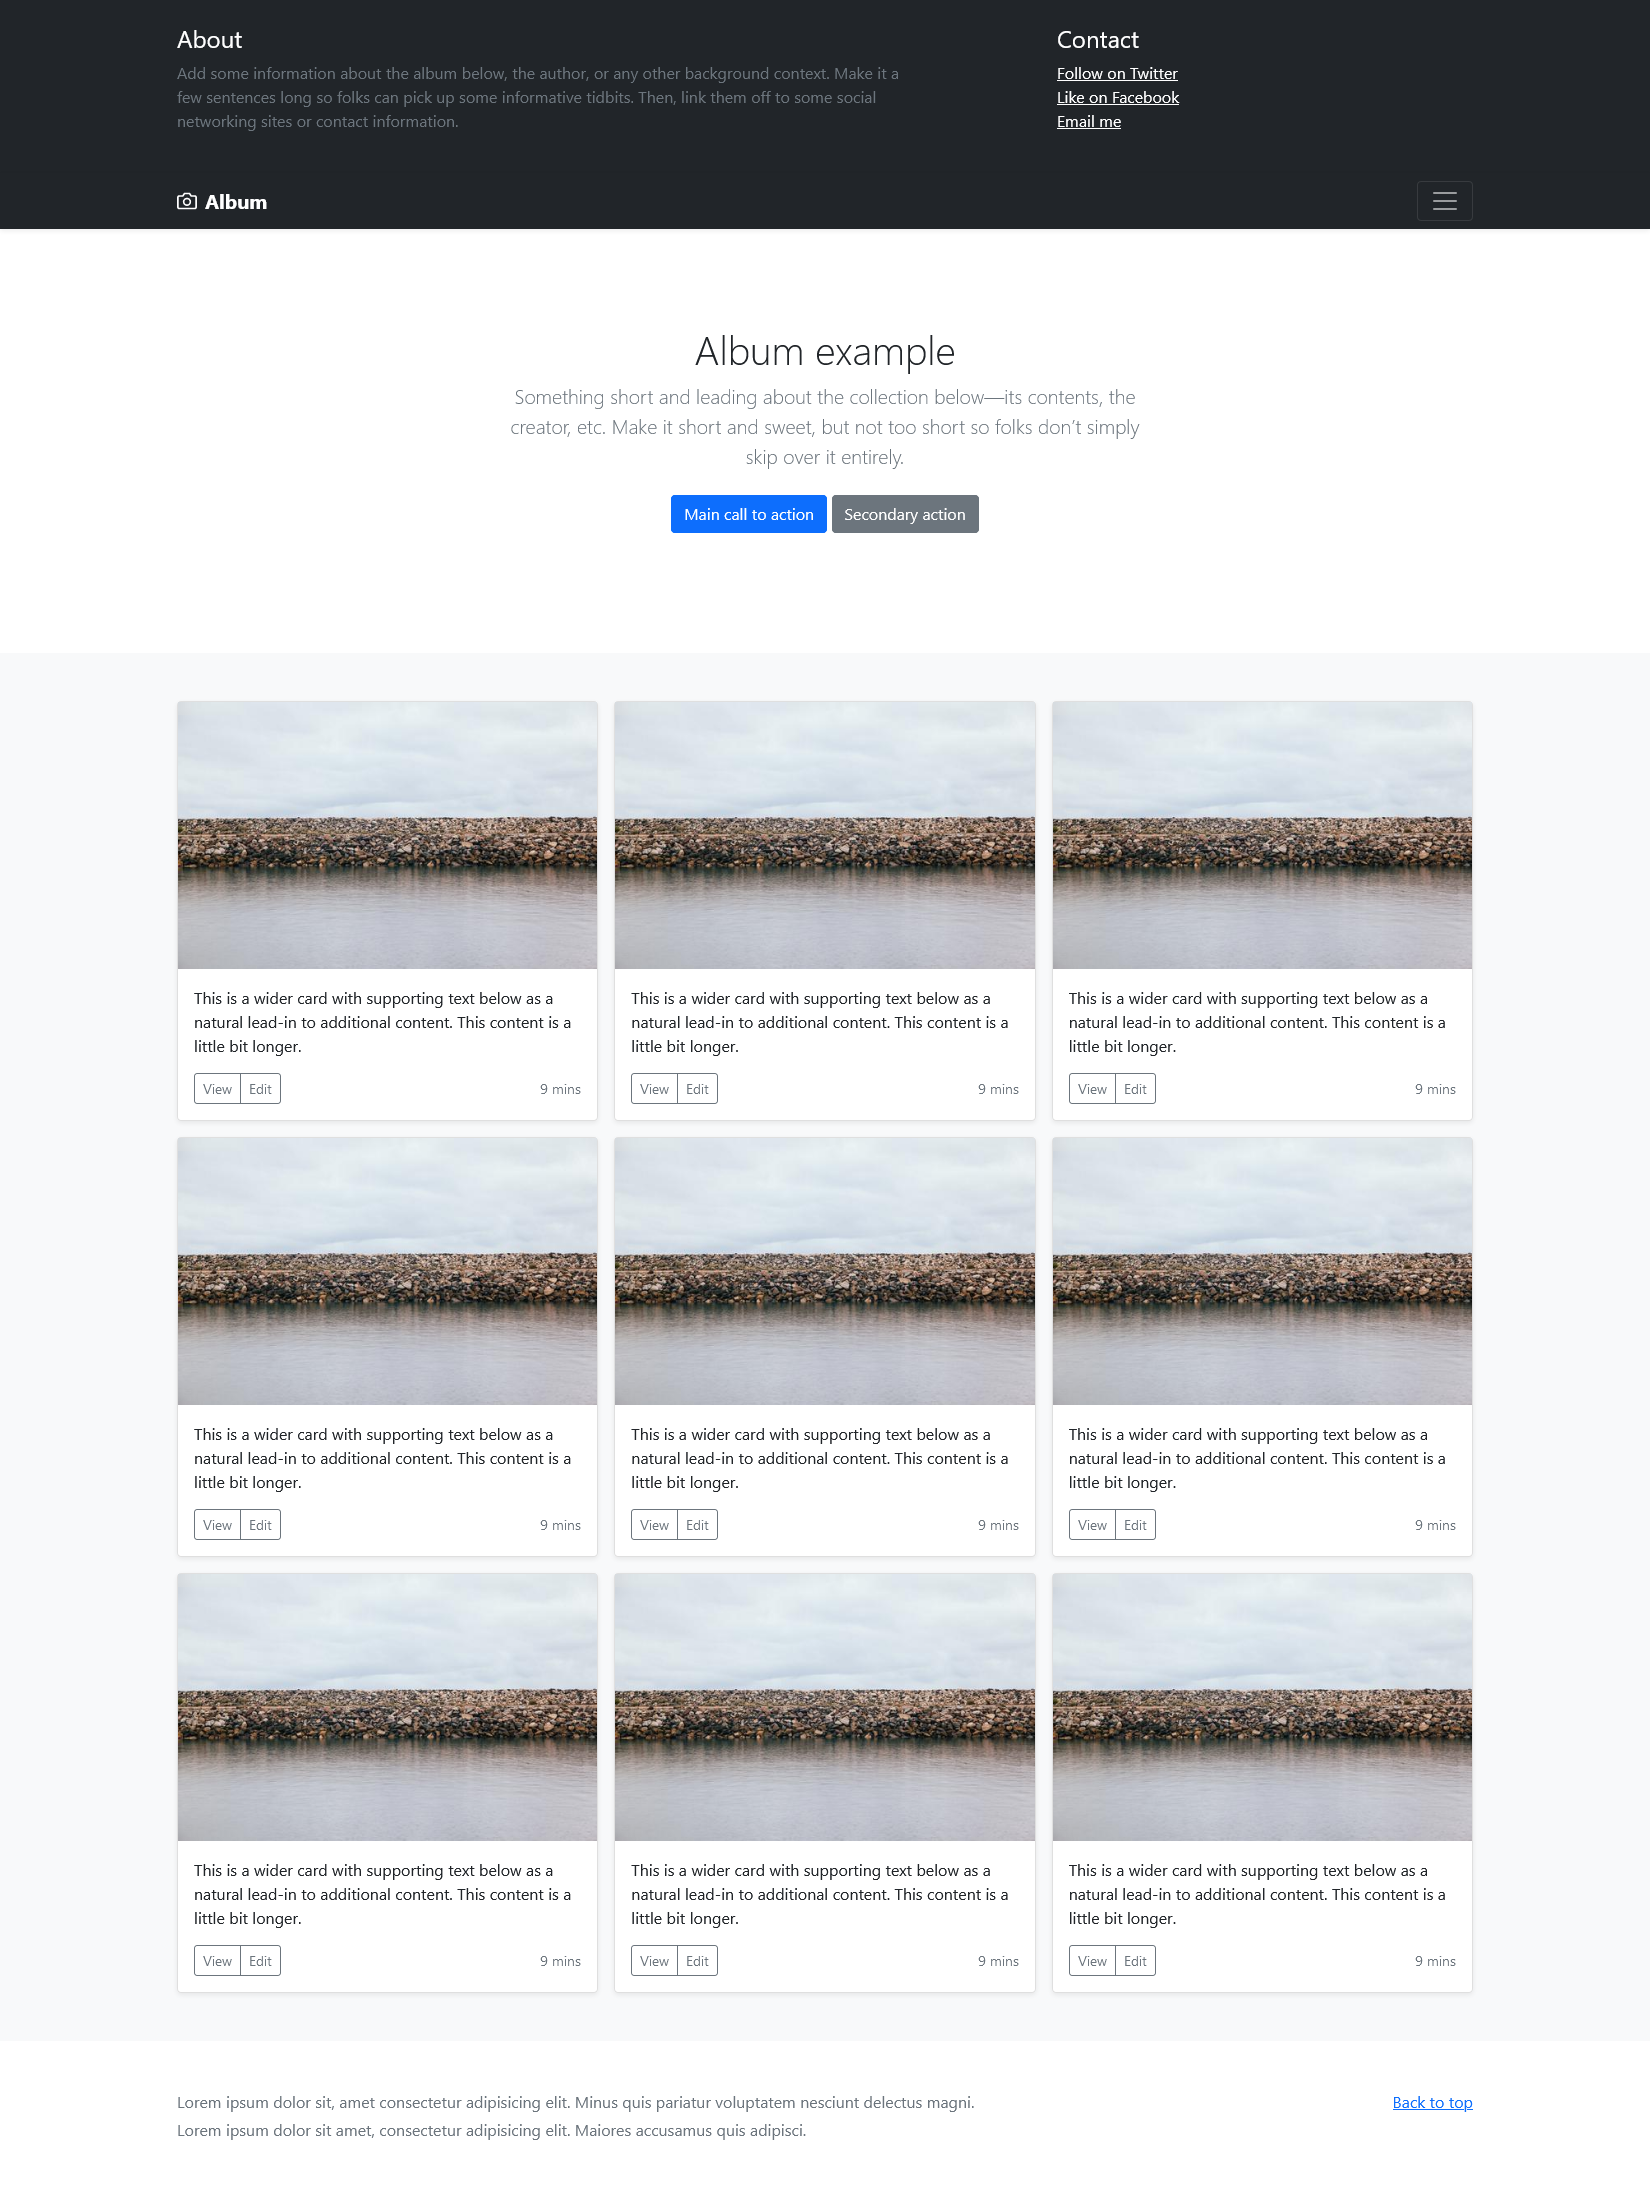 About
Add some information about the album below, the author, or any other background context. Make it a
few sentences long so folks can pick up some informative tidbits. Then, link them off to some social
networking sites or contact information.
Contact
Follow on Twitter
Like on Facebook
Email me
Album
Album example
Something short and leading about the collection below—its contents, the
creator, etc. Make it short and sweet, but not too short so folks don’t simply
skip over it entirely.
Main call to action Secondary action
This is a wider card with supporting text below as a
natural lead-in to additional content. This content is a
little bit longer.
View Edit 9 mins
This is a wider card with supporting text below as a
natural lead-in to additional content. This content is a
little bit longer.
View Edit 9 mins
This is a wider card with supporting text below as a
natural lead-in to additional content. This content is a
little bit longer.
View Edit 9 mins
This is a wider card with supporting text below as a
natural lead-in to additional content. This content is a
little bit longer.
View Edit 9 mins
This is a wider card with supporting text below as a
natural lead-in to additional content. This content is a
little bit longer.
View Edit 9 mins
This is a wider card with supporting text below as a
natural lead-in to additional content. This content is a
little bit longer.
View Edit 9 mins
This is a wider card with supporting text below as a
natural lead-in to additional content. This content is a
little bit longer.
View Edit 9 mins
This is a wider card with supporting text below as a
natural lead-in to additional content. This content is a
little bit longer.
View Edit 9 mins
This is a wider card with supporting text below as a
natural lead-in to additional content. This content is a
little bit longer.
View Edit 9 mins
Lorem ipsum dolor sit, amet consectetur adipisicing elit. Minus quis pariatur voluptatem nesciunt delectus magni.
Lorem ipsum dolor sit amet, consectetur adipisicing elit. Maiores accusamus quis adipisci.
Back to top